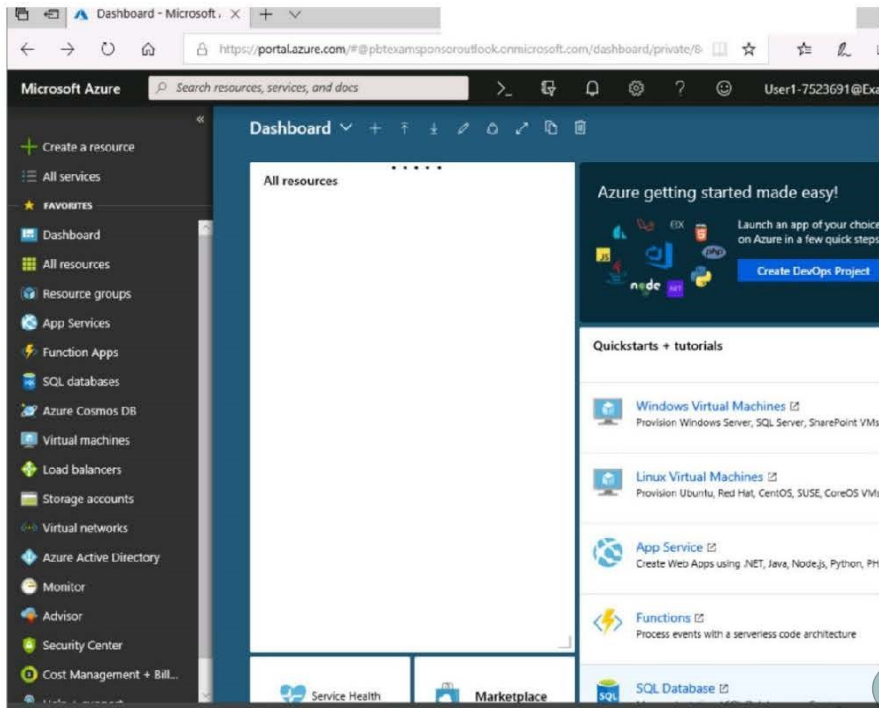 Dashboard - Microsoft
https://portal.azure.com/#@pbtexamsponsoroutlook.onmicrosoft.com/dashboard/private/8
Microsoft Azure
Search resources, services, and docs
User1-7523691@Exa
Create a resource
All services
FAVORITES
Dashboard
All resources
Resource groups
App Services
Function Apps
SQL databases
Azure Cosmos DB
Virtual machines
Load balancers
Storage accounts
Virtual networks
Azure Active Directory
Monitor
Advisor
Security Center
Cost Management + Bill...
Dashboard
All resources
Service Health
Marketplace
Azure getting started made easy!
Launch an app of your choice
on Azure in a few quick steps
Create DevOps Project
JS
ex
php
node
Quickstarts + tutorials
Windows Virtual Machines
Provision Windows Server, SQL Server, SharePoint VMs
Linux Virtual Machines
Provision Ubuntu, Red Hat, CentOS, SUSE, CoreOS VMs
App Service
Create Web Apps using .NET, Java, Node.js, Python, PH
Functions
Process events with a serverless code architecture
SQL
SQL Database